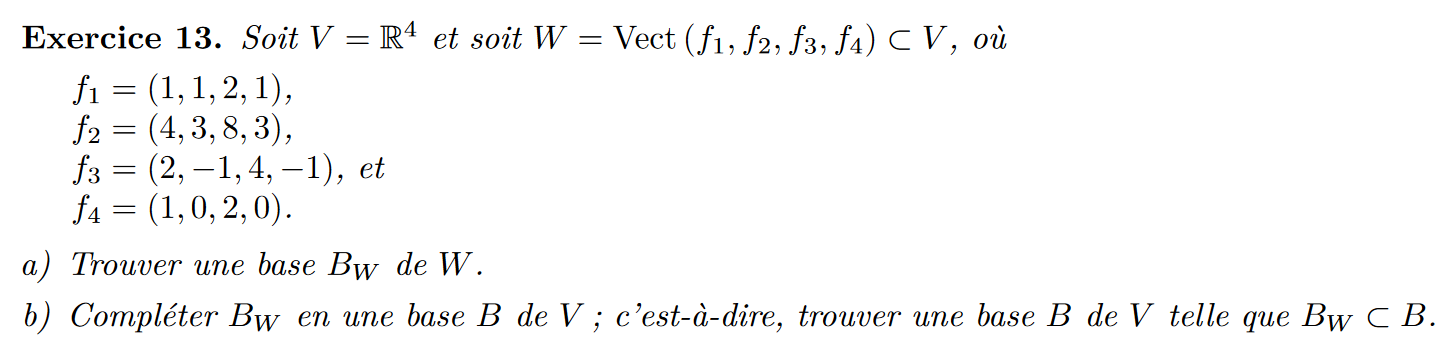 Exercice 13. Soit V = ℝ⁴ et soit W = Vect (f₁, f₂, f₃, f₄) ⊂ V, où
f₁ = (1, 1, 2, 1),
f₂ = (4, 3, 8, 3),
f₃ = (2, −1, 4, −1), et
f₄ = (1, 0, 2, 0).
a) Trouver une base B_W de W.
b) Compléter B_W en une base B de V ; c'est-à-dire, trouver une base B de V telle que B_W ⊂ B.